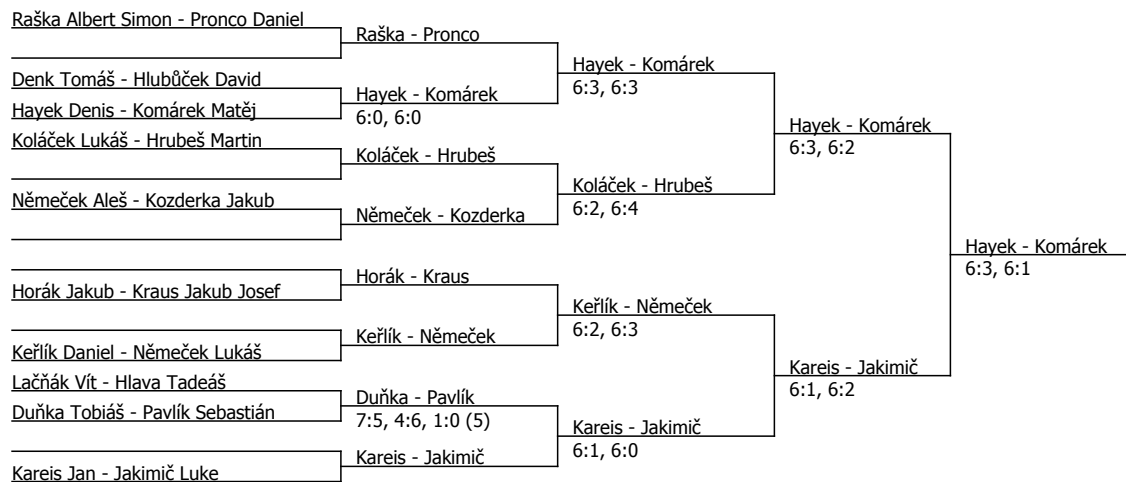 Raška Albert Simon - Pronco Daniel
Denk Tomáš - Hlubůček David
Hayek Denis - Komárek Matěj
Koláček Lukáš - Hrubeš Martin
Němeček Aleš - Kozderka Jakub
Horák Jakub - Kraus Jakub Josef
Keřlík Daniel - Němeček Lukáš
Lačňák Vít - Hlava Tadeáš
Duňka Tobiáš - Pavlík Sebastián
Kareis Jan - Jakimič Luke
Raška - Pronco
Hayek - Komárek
6:0, 6:0
Koláček - Hrubeš
Němeček - Kozderka
Horák - Kraus
Keřlík - Němeček
Duňka - Pavlík
7:5, 4:6, 1:0 (5)
Kareis - Jakimič
Hayek - Komárek
6:3, 6:3
Koláček - Hrubeš
6:2, 6:4
Keřlík - Němeček
6:2, 6:3
Kareis - Jakimič
6:1, 6:0
Hayek - Komárek
6:3, 6:2
Kareis - Jakimič
6:1, 6:2
Hayek - Komárek
6:3, 6:1